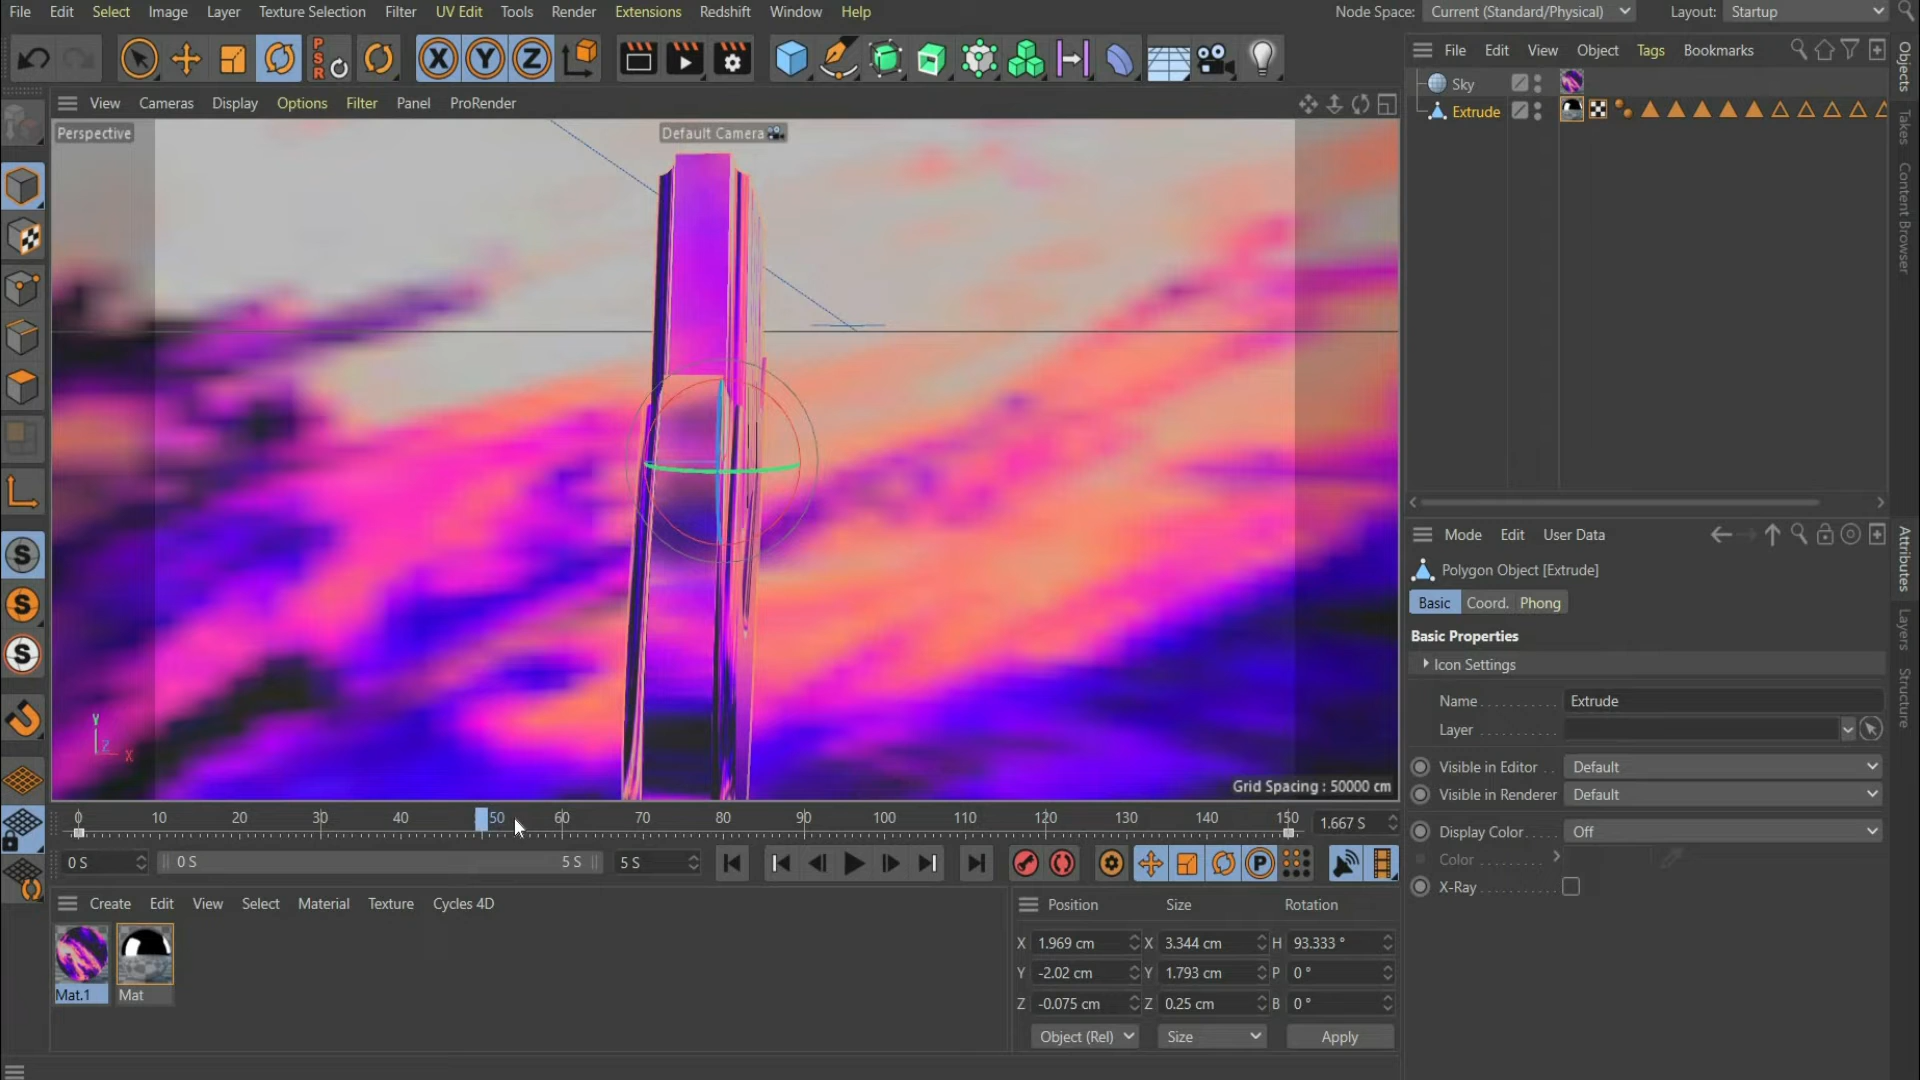 File Edit Select Image Layer Texture Selection Filter UV Edit Tools Render Extensions Redshift Window Help Node Space: Current (Standard/Physical) Layout: Startup
P S R X Y Z
File Edit View Object Tags Bookmarks
View Cameras Display Options Filter Panel ProRender
Sky
Extrude
Perspective Default Camera
Objects
Takes
Content Browser
Attributes
Layers
Structure
S
S
S
Y
Z
X
Grid Spacing : 50000 cm
Mode Edit User Data
Polygon Object [Extrude]
Basic Coord. Phong
Basic Properties
Icon Settings
Name Extrude
Layer
Visible in Editor Default
Visible in Renderer Default
Display Color Off
Color
X-Ray
0 10 20 30 40 50 60 70 80 90 100 110 120 130 140 150 1.667 S
0 S 0 S 5 S 5 S P
Create Edit View Select Material Texture Cycles 4D
Mat.1 Mat
Position Size Rotation
X 1.969 cm X 3.344 cm H 93.333 °
Y -2.02 cm Y 1.793 cm P 0 °
Z -0.075 cm Z 0.25 cm B 0 °
Object (Rel) Size Apply